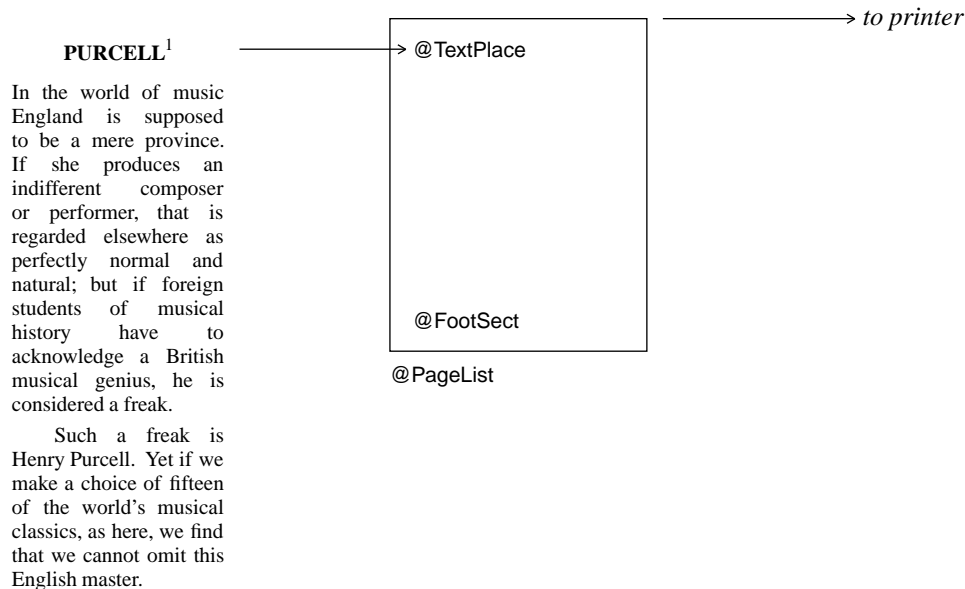 PURCELL1
In the world of music
England is supposed
to be a mere province.
If she produces an
indifferent composer
or performer, that is
regarded elsewhere as
perfectly normal and
natural; but if foreign
students of musical
history have to
acknowledge a British
musical genius, he is
considered a freak.
Such a freak is
Henry Purcell. Yet if we
make a choice of fifteen
of the world's musical
classics, as here, we find
that we cannot omit this
English master.
@TextPlace
@FootSect
@PageList
to printer